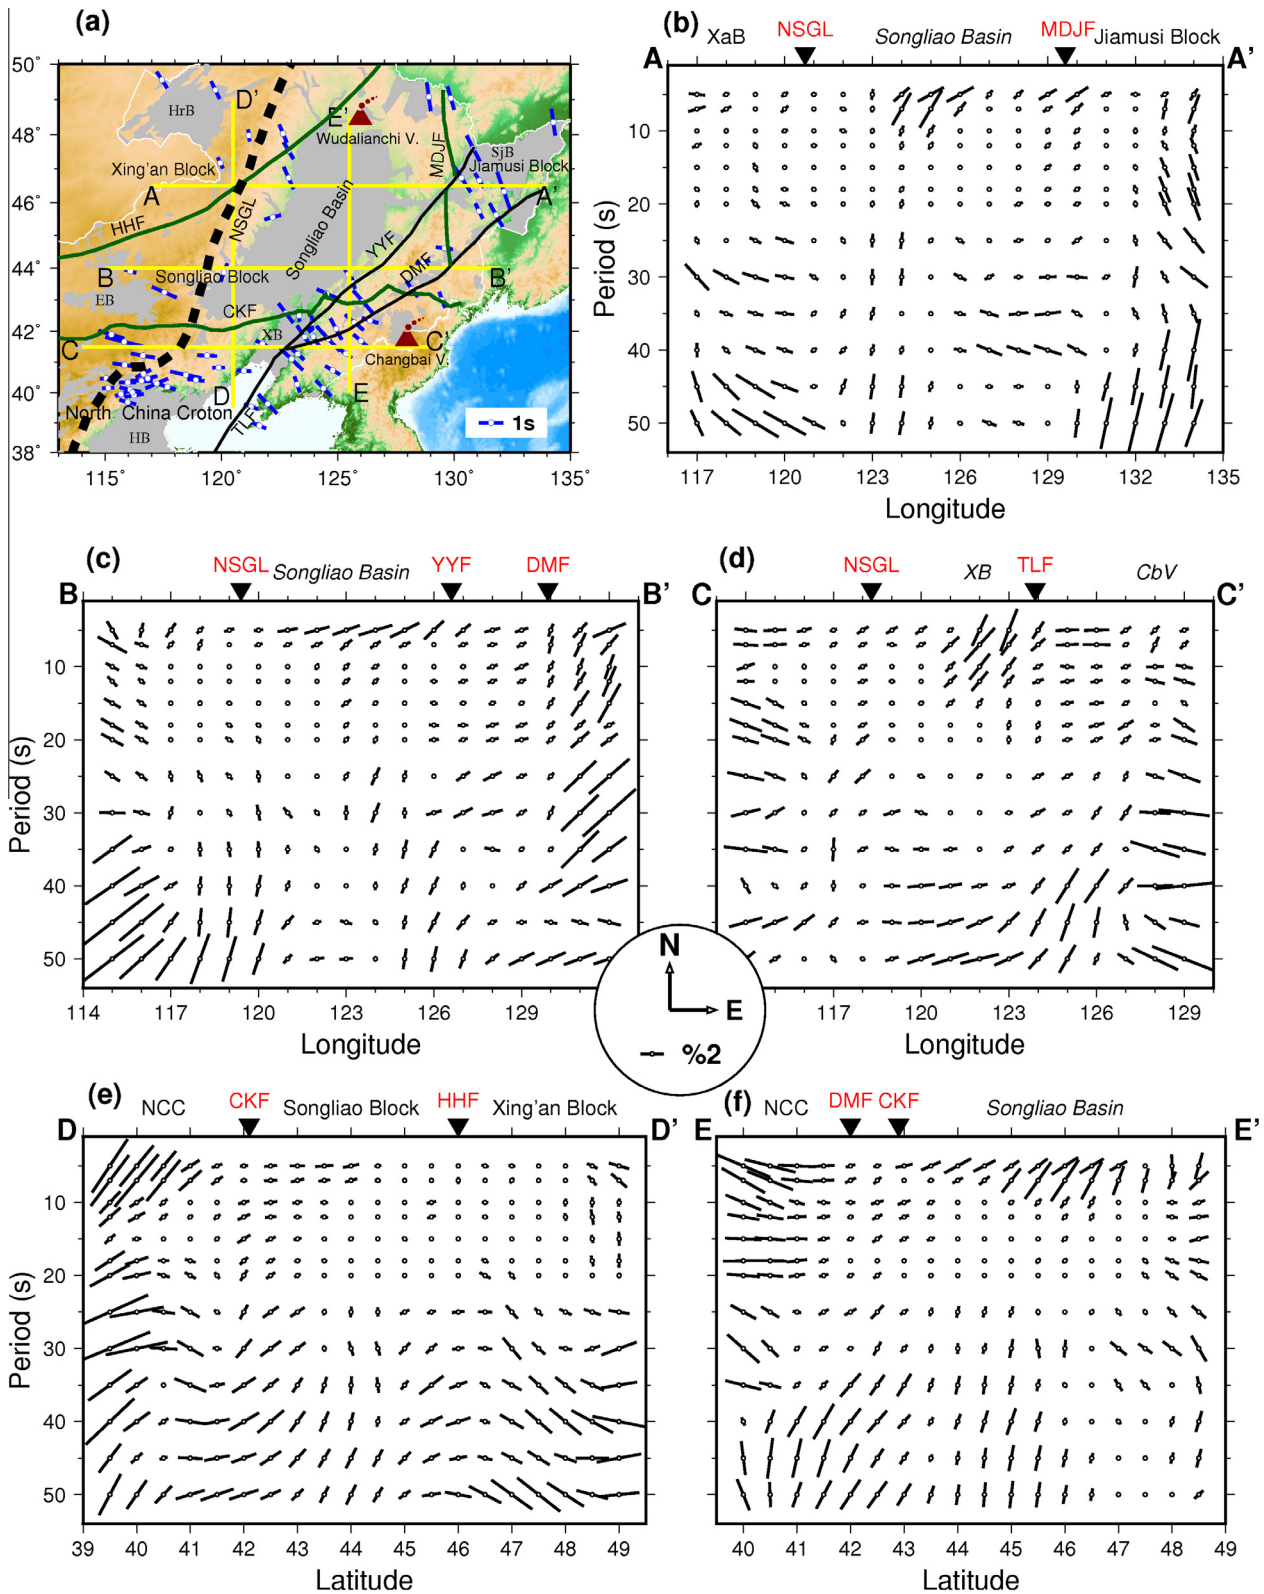 (a)
50°
48°
46°
44°
42°
40°
38°
115°
120°
125°
130°
135°
HrB
D'
E'
Wudalianchi V.
MDJF
SjB
Jiamusi Block
Xing'an Block
A
A'
HHF
NSGL
Songliao Basin
YYF
DMF
B
Songliao Block
B'
EB
CKF
XB
C
C'
Changbai V.
D
E
North China Croton
TLF
HB
1s
(b)
XaB NSGL Songliao Basin MDJF Jiamusi Block
A A'
Period (s)
10
20
30
40
50
117 120 123 126 129 132 135
Longitude
(c)
NSGL Songliao Basin YYF DMF
B B'
Period (s)
10
20
30
40
50
114 117 120 123 126 129
Longitude
(d)
NSGL XB TLF CbV
C C'
117 120 123 126 129
Longitude
N
E
%2
(e)
NCC CKF Songliao Block HHF Xing'an Block
D D'
Period (s)
10
20
30
40
50
39 40 41 42 43 44 45 46 47 48 49
Latitude
(f)
NCC DMF CKF Songliao Basin
E E'
40 41 42 43 44 45 46 47 48 49
Latitude